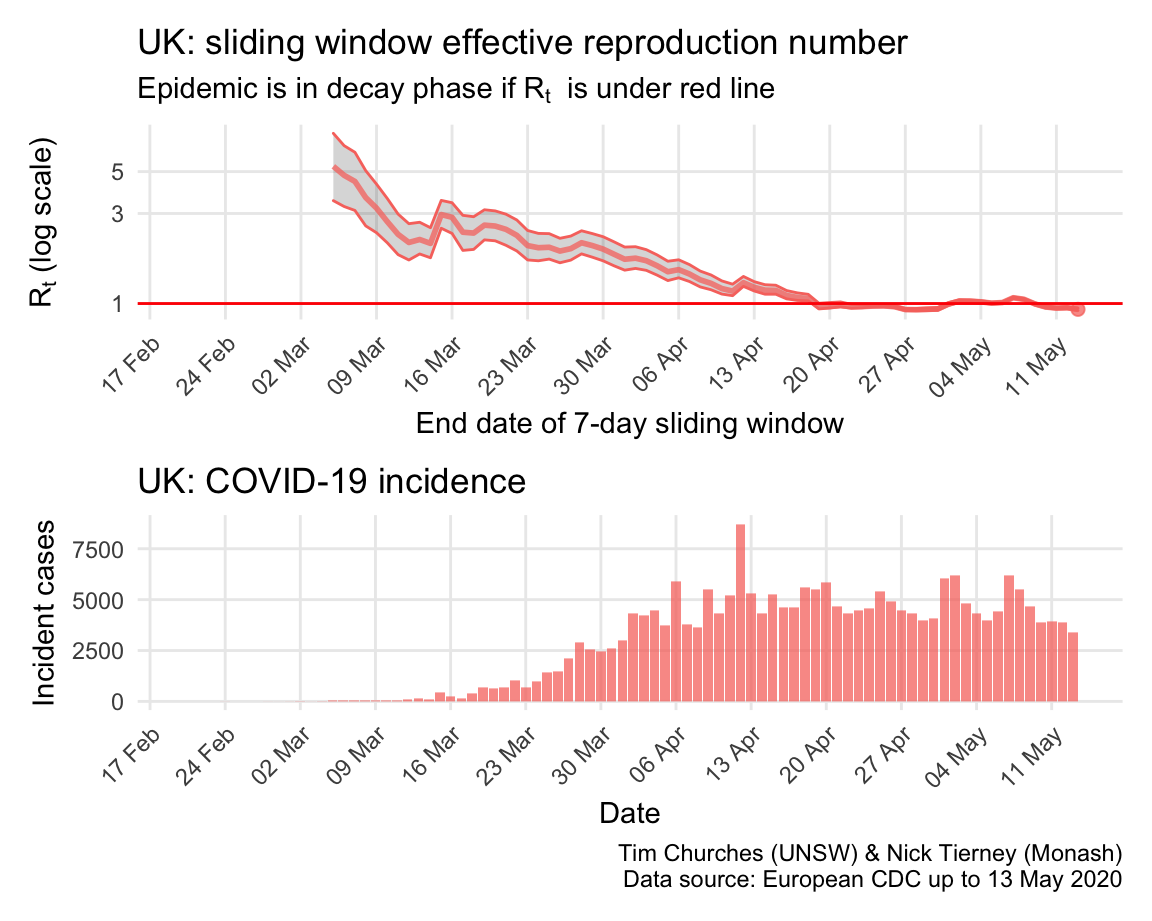 UK: sliding window effective reproduction number
Epidemic is in decay phase if Rt is under red line
Rt (log scale)
5
3
1
17 Feb
24 Feb
02 Mar
09 Mar
16 Mar
23 Mar
30 Mar
06 Apr
13 Apr
20 Apr
27 Apr
04 May
11 May
End date of 7-day sliding window
UK: COVID-19 incidence
Incident cases
7500
5000
2500
0
17 Feb
24 Feb
02 Mar
09 Mar
16 Mar
23 Mar
30 Mar
06 Apr
13 Apr
20 Apr
27 Apr
04 May
11 May
Date
Tim Churches (UNSW) & Nick Tierney (Monash)
Data source: European CDC up to 13 May 2020